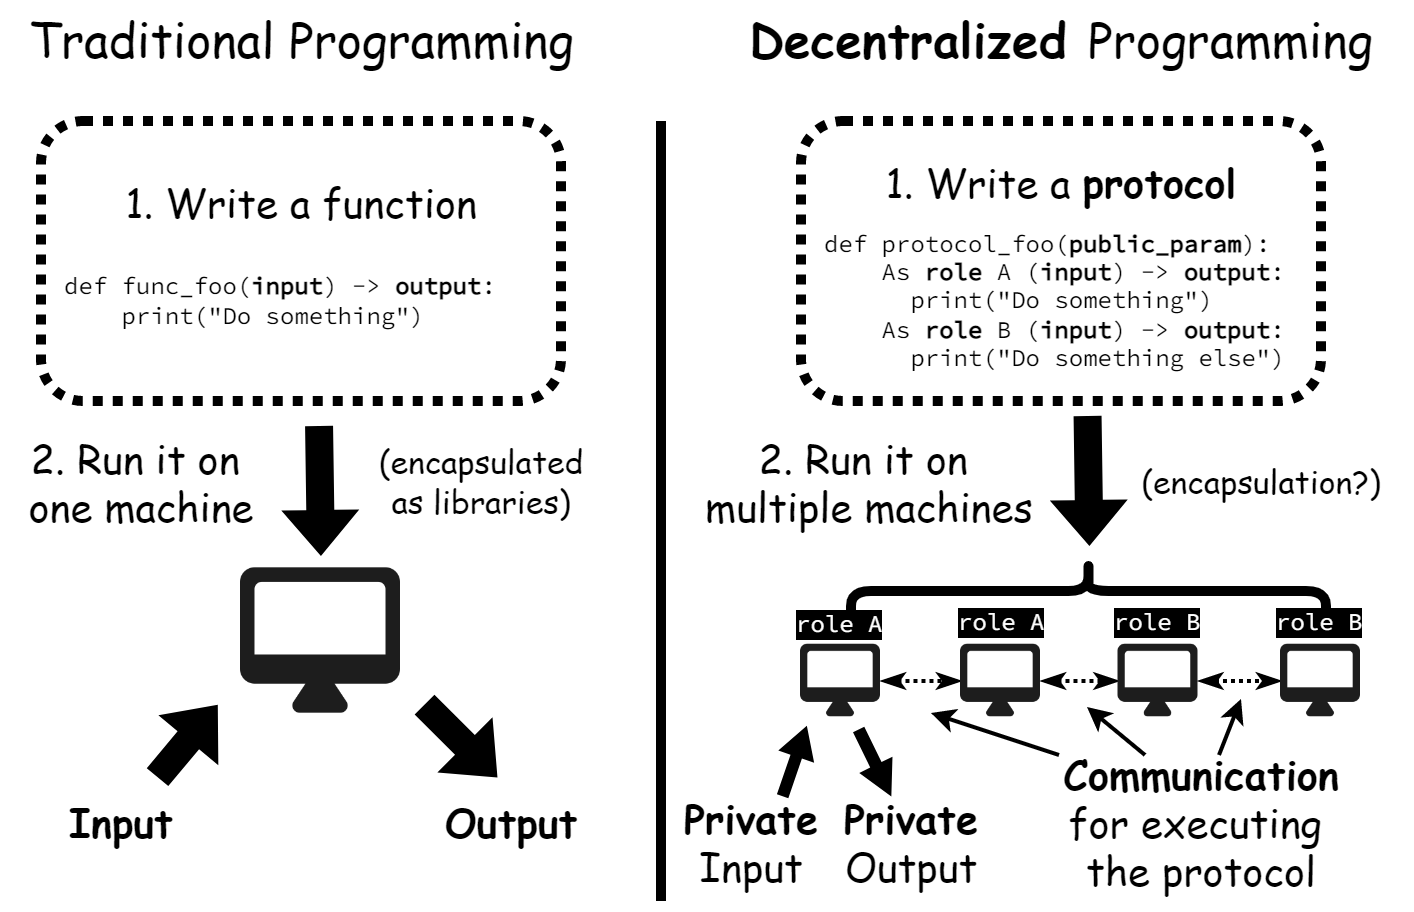 Traditional Programming
1. Write a function
def func_foo(input) -> output:
    print("Do something")
2. Run it on
one machine
(encapsulated
as libraries)
Input
Output
Decentralized Programming
1. Write a protocol
def protocol_foo(public_param):
    As role A (input) -> output:
      print("Do something")
    As role B (input) -> output:
      print("Do something else")
2. Run it on
multiple machines
(encapsulation?)
role A
role A
role B
role B
Private
Input
Private
Output
Communication
for executing
the protocol